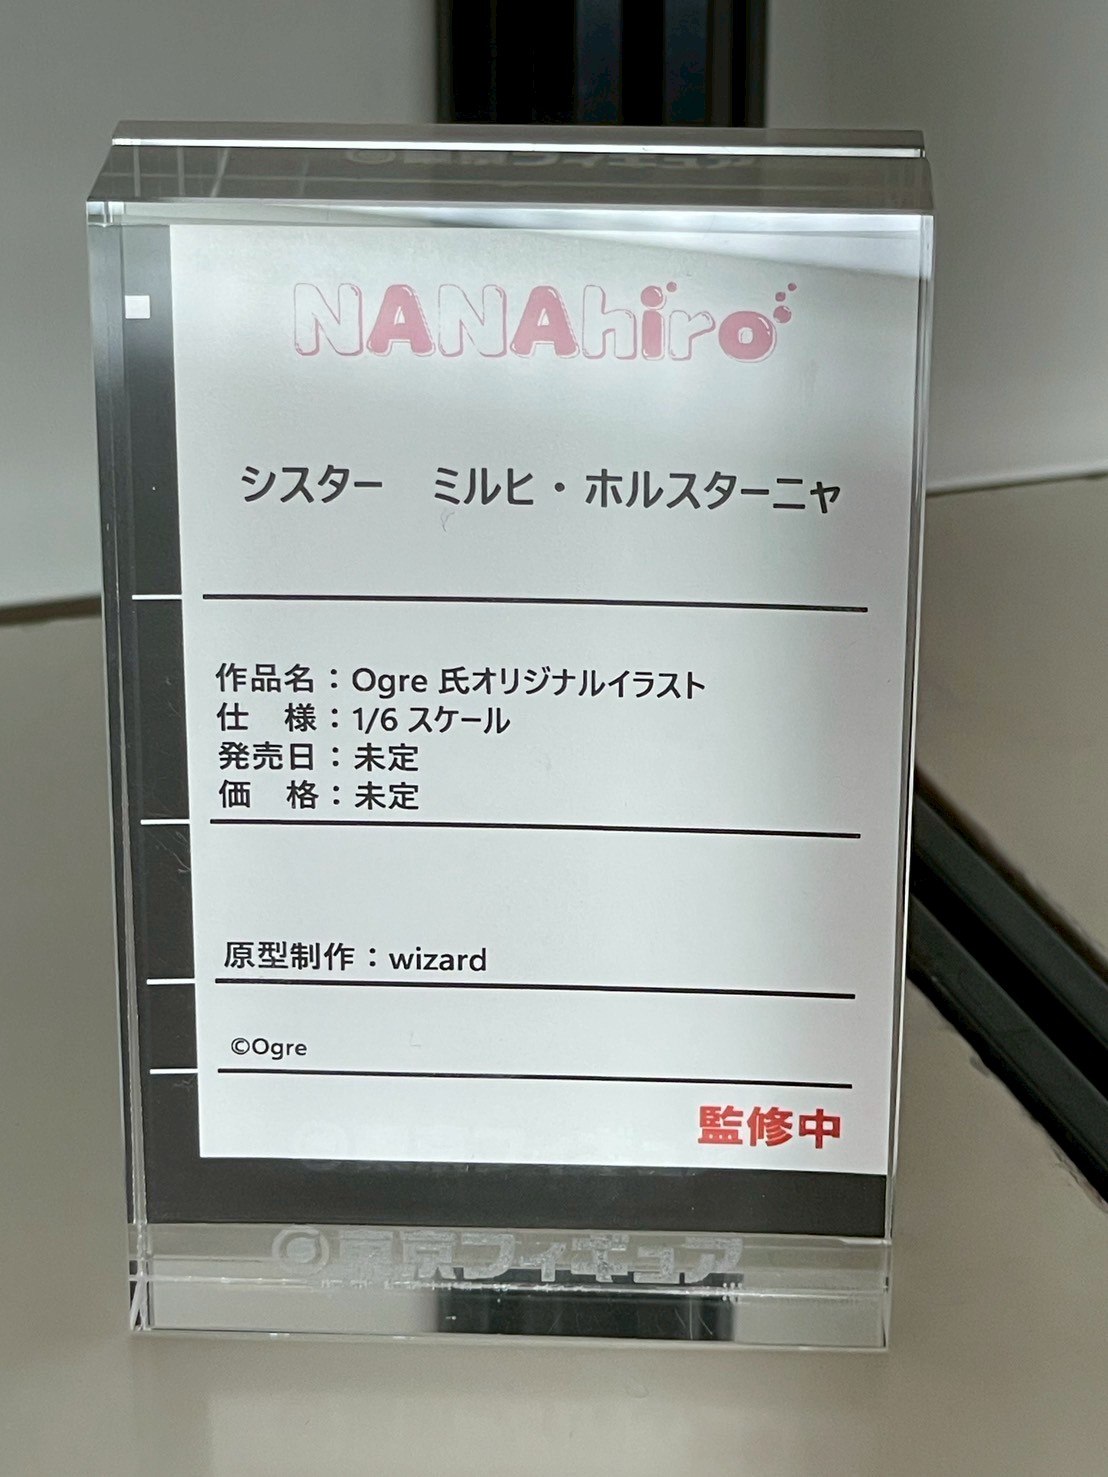 NANAhiro
シスター　ミルヒ・ホルスターニャ
作品名：Ogre 氏オリジナルイラスト
仕　様：1/6 スケール
発売日：未定
価　格：未定
原型制作：wizard
©Ogre
監修中
東京フィギュア